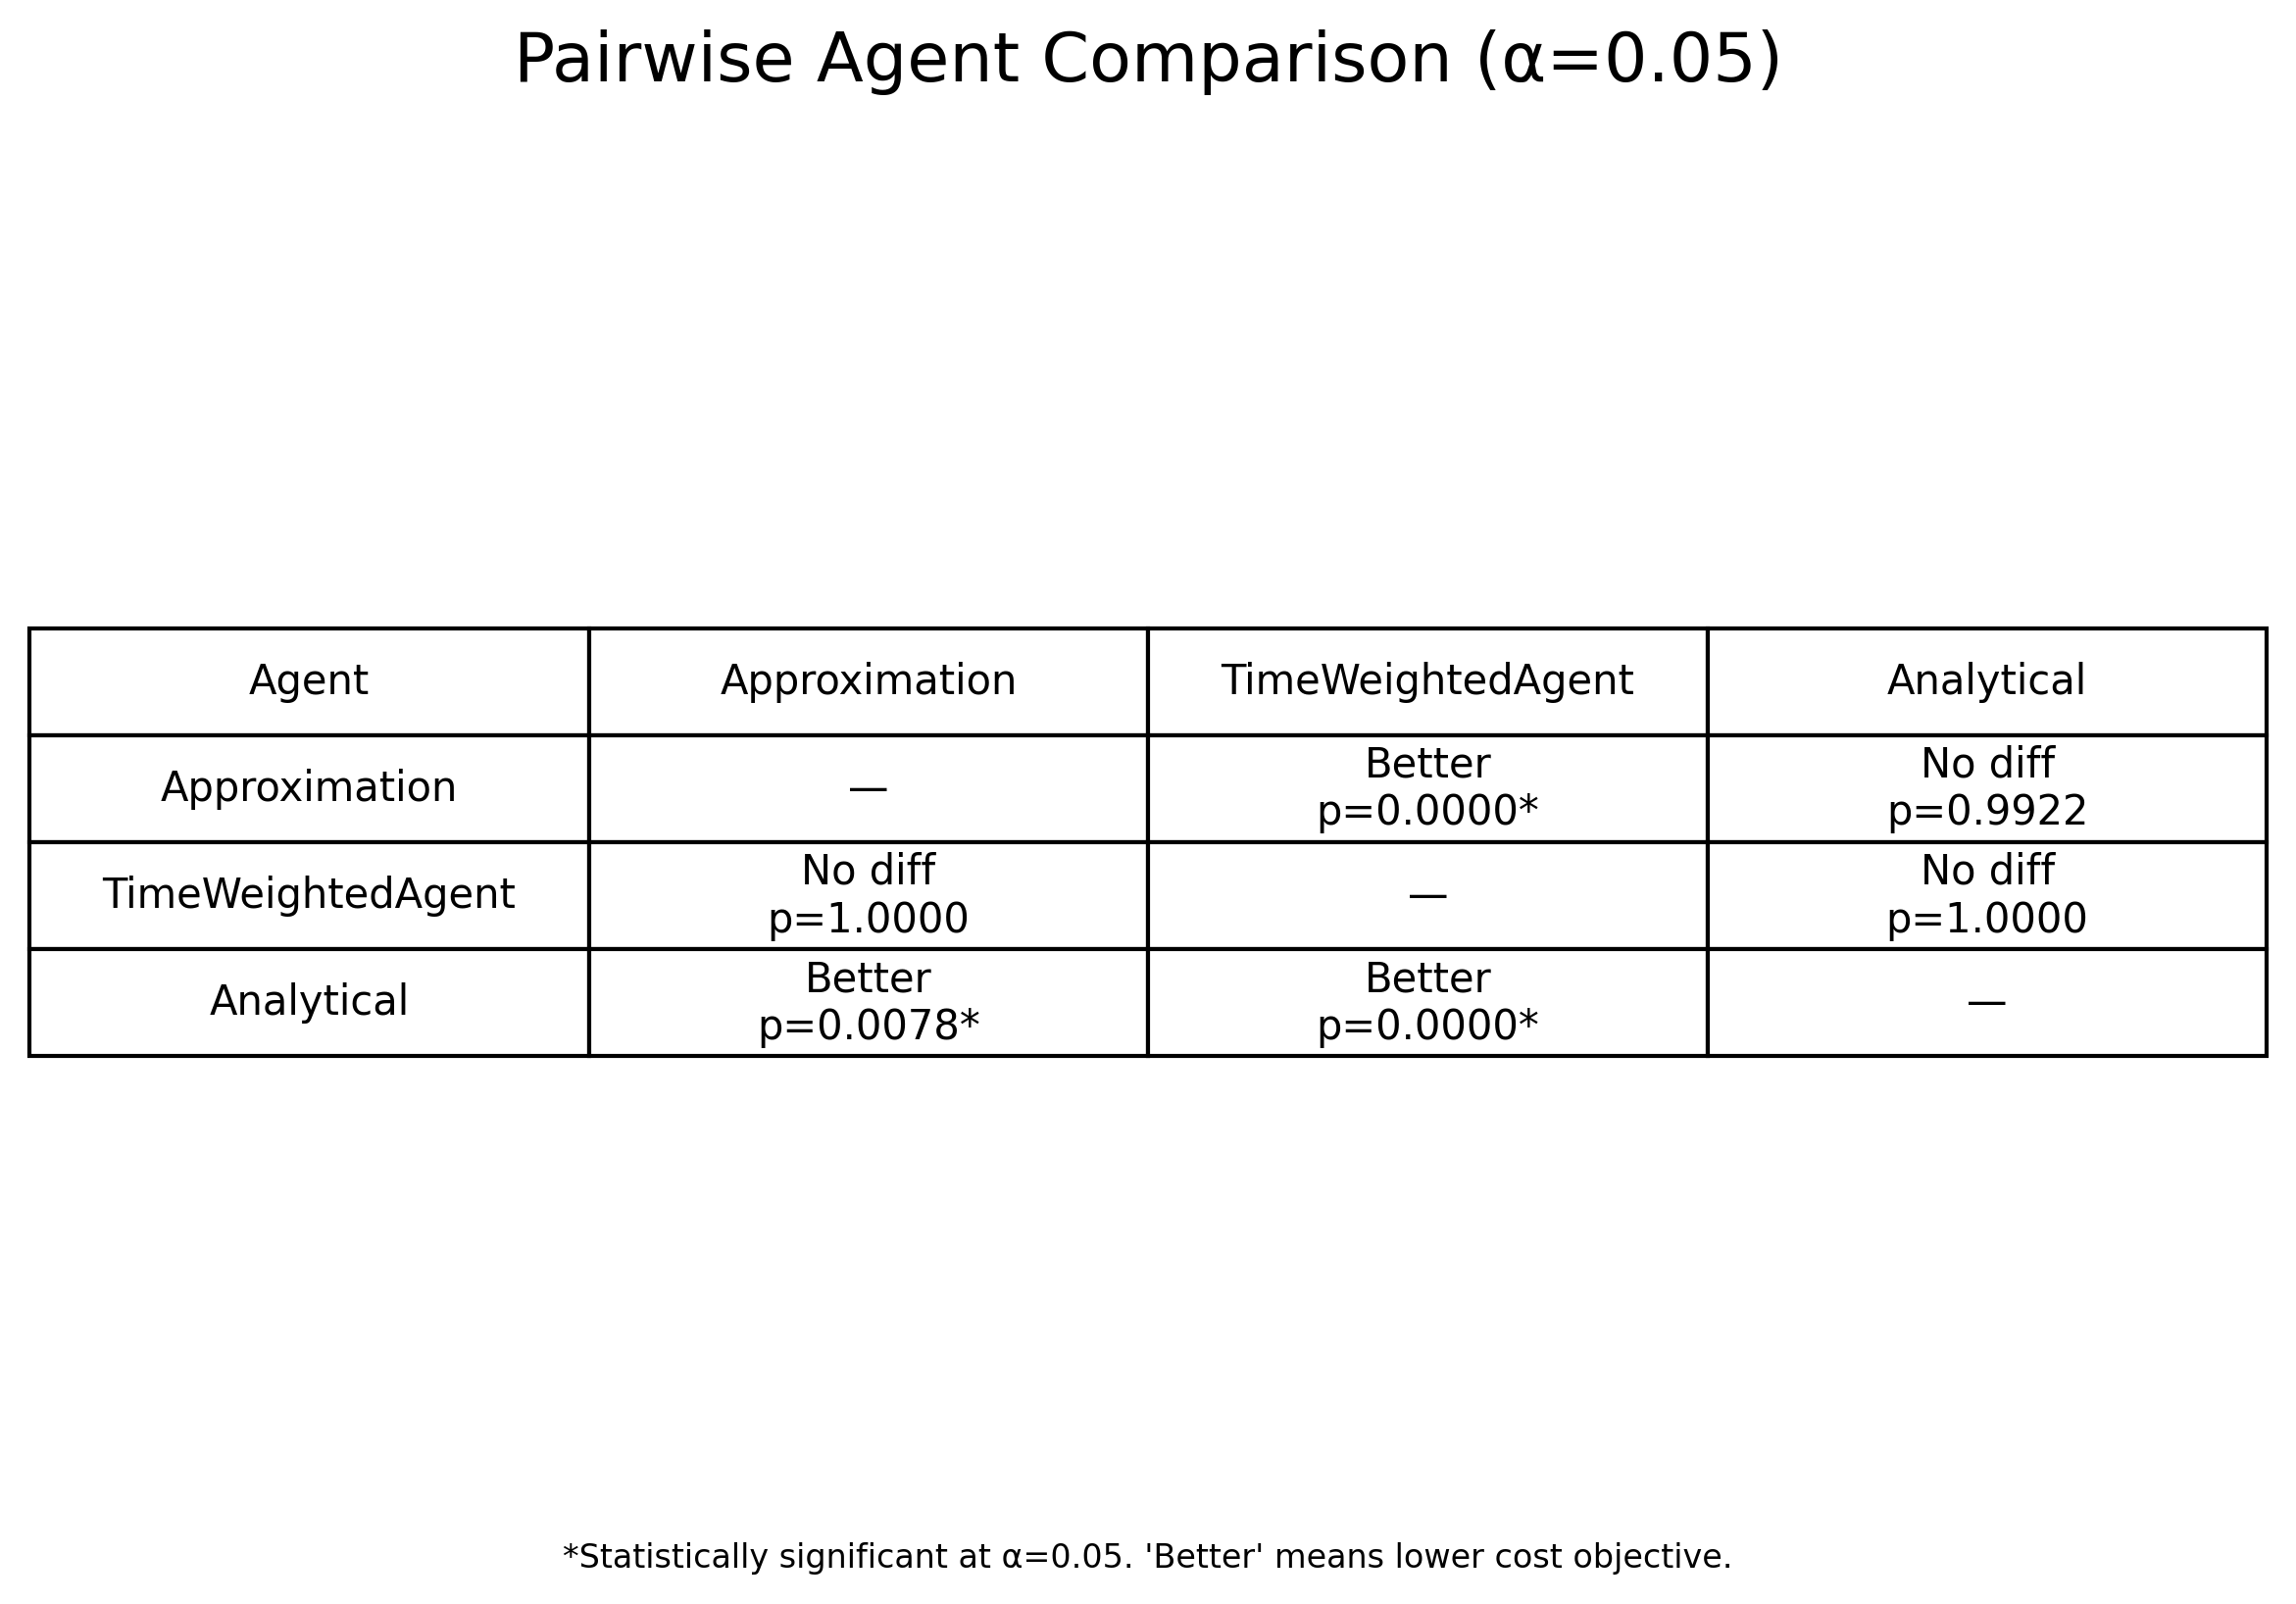 Pairwise Agent Comparison (α=0.05)
Agent Approximation TimeWeightedAgent Analytical
Approximation — Better p=0.0000* No diff p=0.9922
TimeWeightedAgent No diff p=1.0000 — No diff p=1.0000
Analytical Better p=0.0078* Better p=0.0000* —
*Statistically significant at α=0.05. 'Better' means lower cost objective.